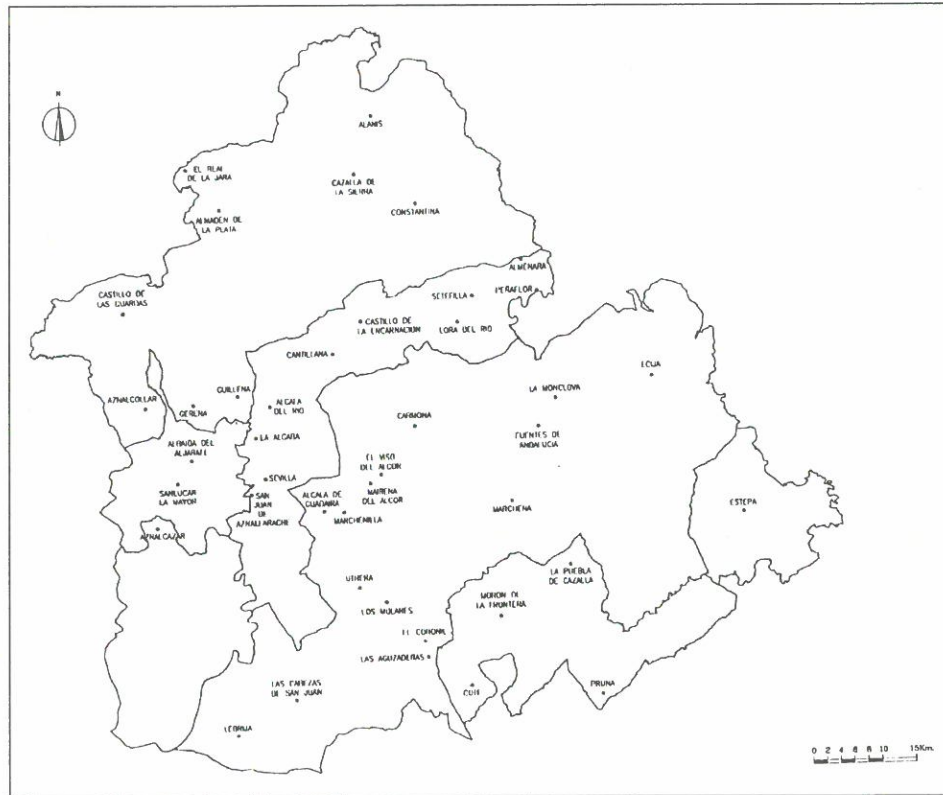 N
ALANIS
EL REAL
DE LA JARA
CAZALLA DE
LA SIERRA
CONSTANTINA
ALMADEN DE
LA PLATA
ALMENARA
CASTILLO DE
LAS GUARDAS
SETEFILLA
PEÑAFLOR
CASTILLO DE
LA ENCARNACION
LORA DEL RIO
CANTILLANA
ECIJA
GUILLENA
LA MONCLOVA
AZNALCOLLAR
GERENA
ALCALA
DEL RIO
CARMONA
LA ALGABA
FUENTES DE
ANDALUCIA
ALBAIDA DEL
ALJARAFE
EL VISO
DEL ALCOR
SEVILLA
SANLUCAR
LA MAYOR
SAN
JUAN DE
AZNALFARACHE
ALCALA DE
GUADAIRA
MAIRENA
DEL ALCOR
MARCHENILLA
MARCHENA
ESTEPA
AZNALCAZAR
LA PUEBLA
DE CAZALLA
UTRERA
MORON DE
LA FRONTERA
LOS MOLARES
EL CORONIL
LAS AGUZADERAS
LAS CABEZAS
DE SAN JUAN
COTE
PRUNA
LEBRIJA
0 2 4 6 8 10 15Km.